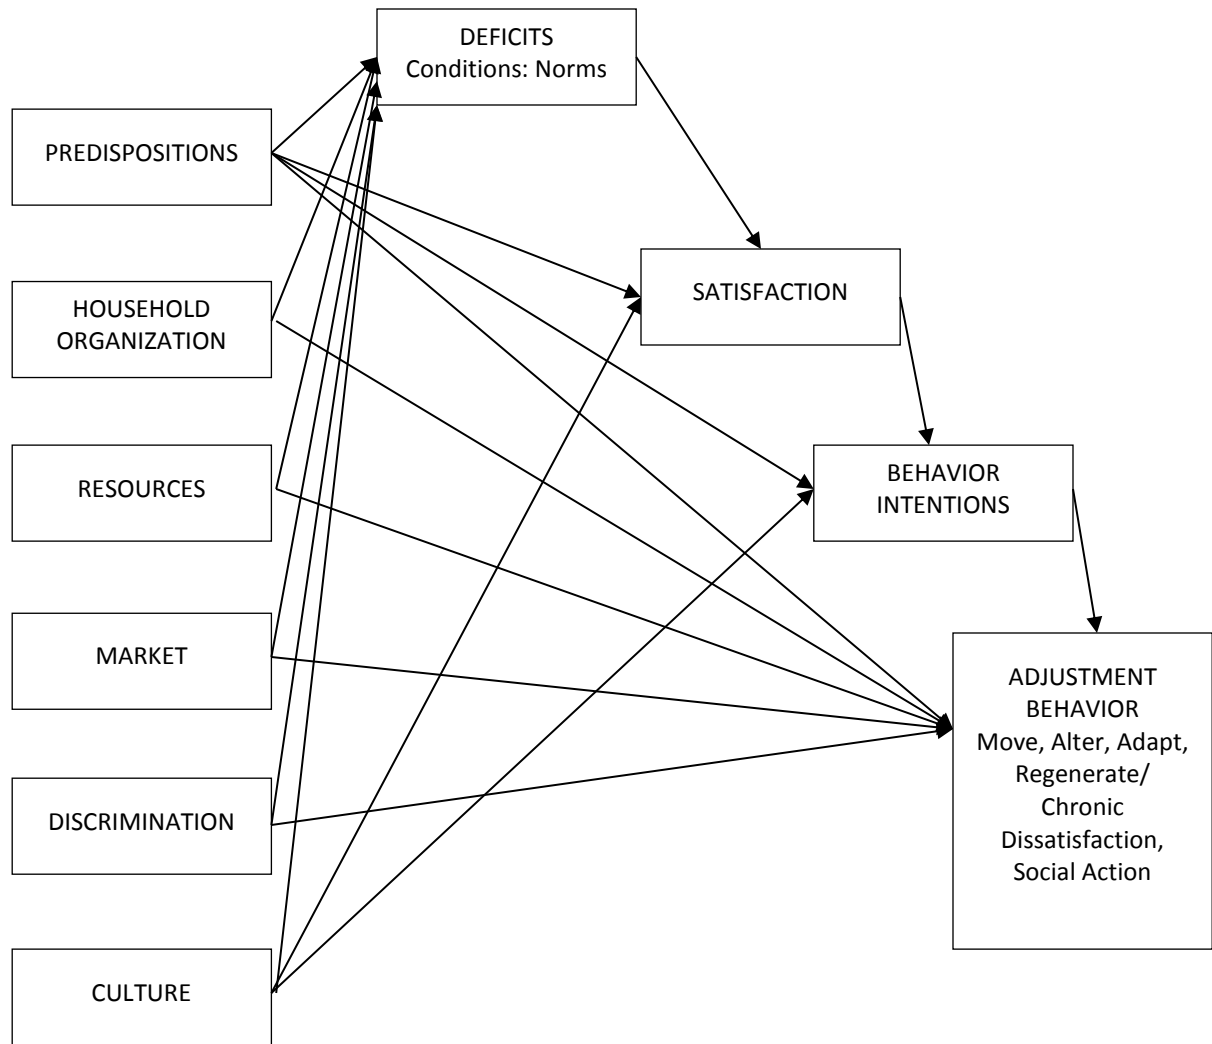 DEFICITS
Conditions: Norms
PREDISPOSITIONS
HOUSEHOLD
ORGANIZATION
SATISFACTION
RESOURCES
BEHAVIOR
INTENTIONS
MARKET
ADJUSTMENT
BEHAVIOR
Move, Alter, Adapt,
Regenerate/
Chronic
Dissatisfaction,
Social Action
DISCRIMINATION
CULTURE